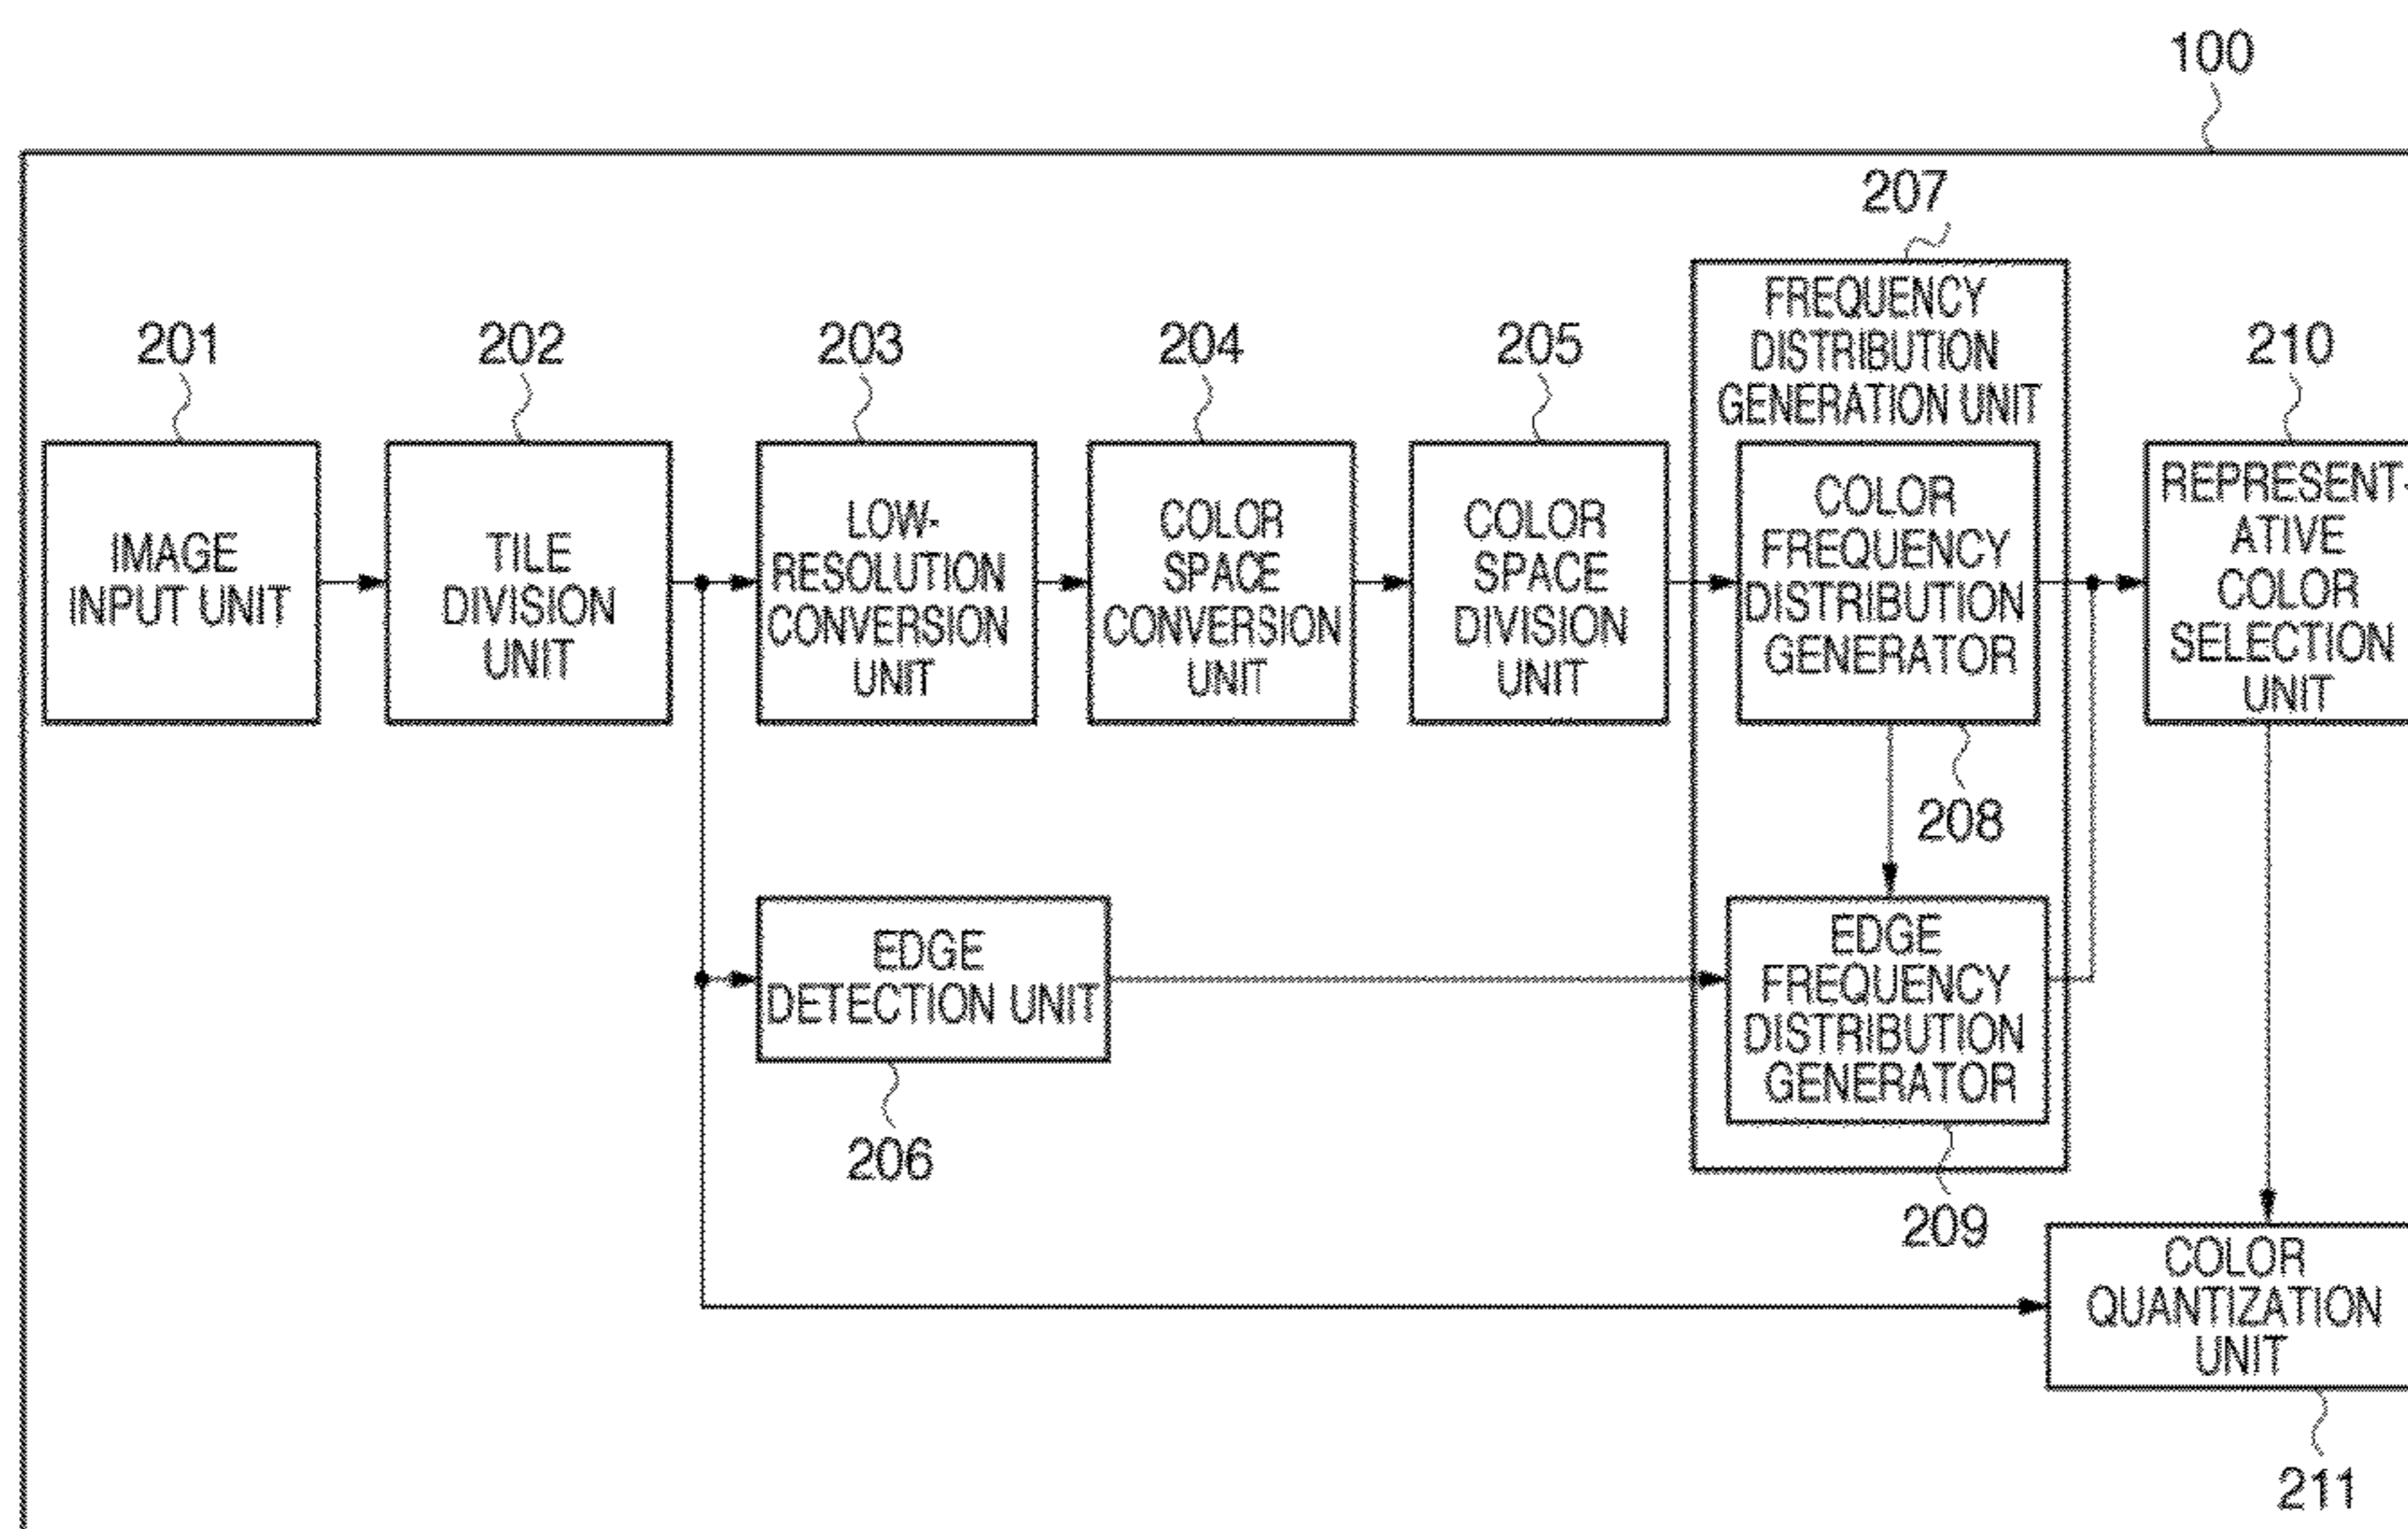 100
207
FREQUENCY
DISTRIBUTION
GENERATION UNIT
201
202
203
204
205
210
IMAGE
INPUT UNIT
TILE
DIVISION
UNIT
LOW-
RESOLUTION
CONVERSION
UNIT
COLOR
SPACE
CONVERSION
UNIT
COLOR
SPACE
DIVISION
UNIT
COLOR
FREQUENCY
DISTRIBUTION
GENERATOR
REPRESENT-
ATIVE
COLOR
SELECTION
UNIT
208
EDGE
DETECTION UNIT
EDGE
FREQUENCY
DISTRIBUTION
GENERATOR
206
209
COLOR
QUANTIZATION
UNIT
211